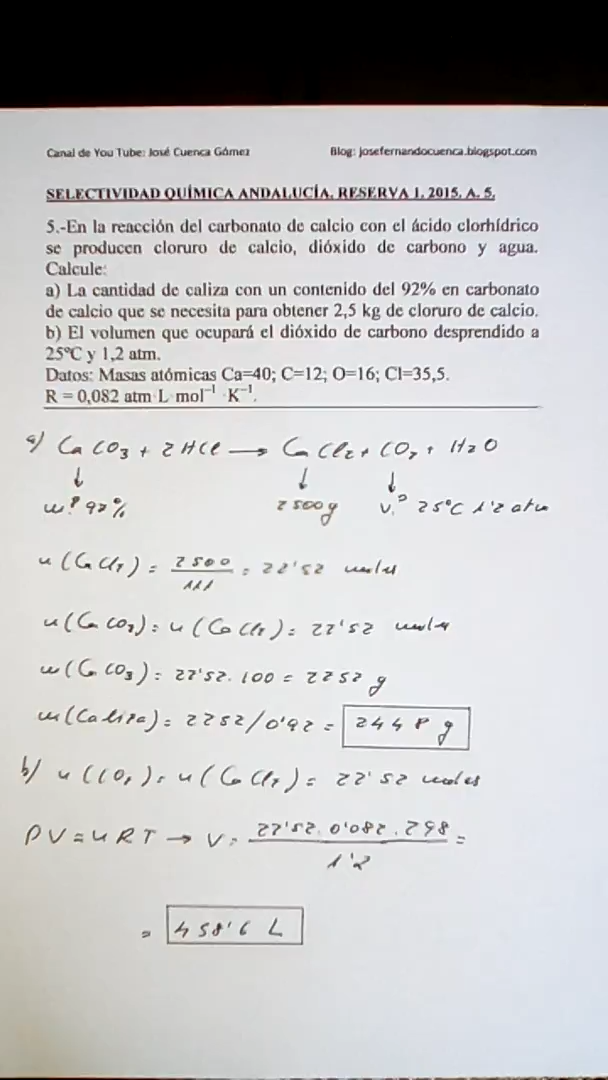 Canal de You Tube: José Cuenca Gámez Blog: josefernandocuenca.blogspot.com
SELECTIVIDAD QUÍMICA ANDALUCÍA. RESERVA 1. 2015. A. 5.
5.-En la reacción del carbonato de calcio con el ácido clorhídrico
se producen cloruro de calcio, dióxido de carbono y agua.
Calcule:
a) La cantidad de caliza con un contenido del 92% en carbonato
de calcio que se necesita para obtener 2,5 kg de cloruro de calcio.
b) El volumen que ocupará el dióxido de carbono desprendido a
25ºC y 1,2 atm.
Datos: Masas atómicas Ca=40; C=12; O=16; Cl=35,5.
R = 0,082 atm·L·mol⁻¹·K⁻¹.
a) CaCO₃ + 2HCl → CaCl₂ + CO₂ + H₂O
↓ ↓ ↓
m? 92% 2500g V? 25ºC 1'2 atm
n(CaCl₂) = 2500/111 = 22'52 moles
n(CaCO₃) = n(CaCl₂) = 22'52 moles
m(CaCO₃) = 22'52 · 100 = 2252 g
m(Caliza) = 2252/0'92 = 2448 g
b) n(CO₂) = n(CaCl₂) = 22'52 moles
PV = nRT → V = 22'52 · 0'082 · 298 / 1'2 =
= 458'6 L